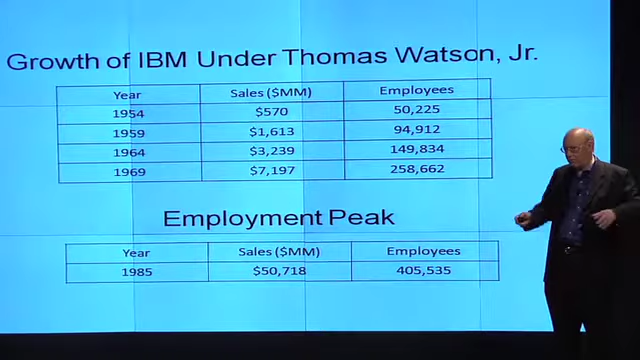 Growth of IBM Under Thomas Watson, Jr.
Year Sales ($MM) Employees
1954 $570 50,225
1959 $1,613 94,912
1964 $3,239 149,834
1969 $7,197 258,662
Employment Peak
Year Sales ($MM) Employees
1985 $50,718 405,535